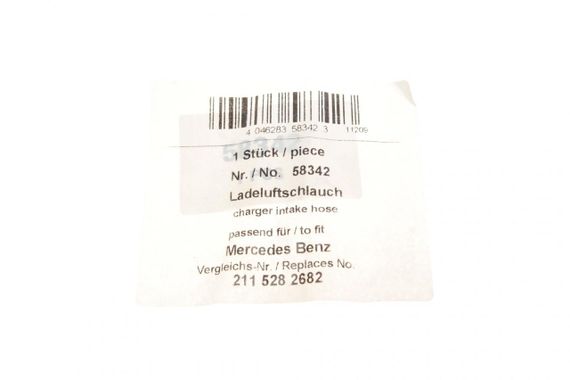 4 046283 58342 3 11209
58342
1 Stück / piece
Nr. / No. 58342
Ladeluftschlauch
charger intake hose
passend für / to fit
Mercedes Benz
Vergleichs-Nr. / Replaces No.
211 528 2682